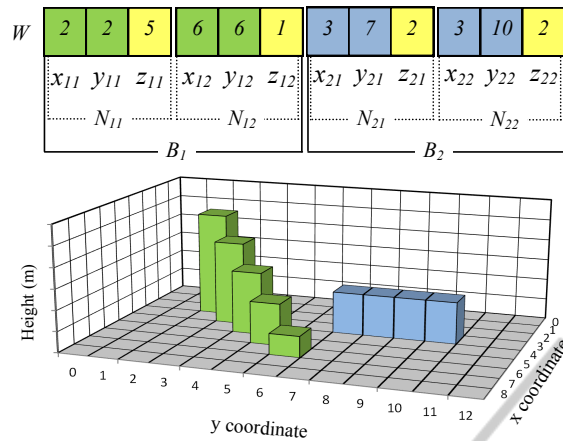 W 2 2 5 6 6 1 3 7 2 3 10 2
x11 y11 z11 x12 y12 z12 x21 y21 z21 x22 y22 z22
N11 N12 N21 N22
B1 B2
Height (m)
0 1 2 3 4 5 6 7 8 9 10 11 12
y coordinate
0 1 2 3 4 5 6 7 8
x coordinate